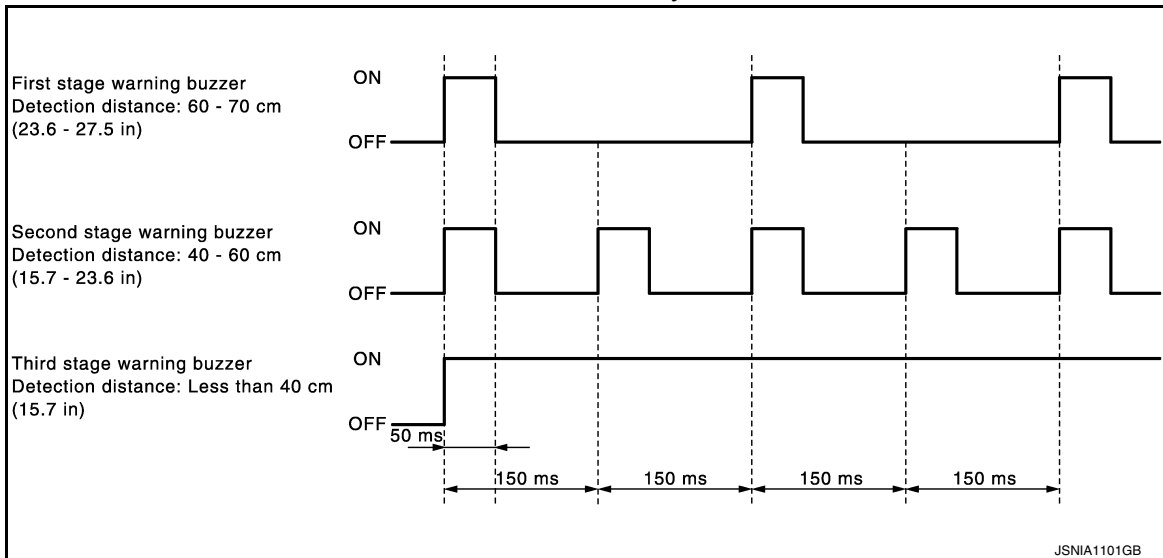 First stage warning buzzer
Detection distance: 60 - 70 cm
(23.6 - 27.5 in)
ON
OFF
Second stage warning buzzer
Detection distance: 40 - 60 cm
(15.7 - 23.6 in)
ON
OFF
Third stage warning buzzer
Detection distance: Less than 40 cm
(15.7 in)
ON
OFF
50 ms
150 ms
150 ms
150 ms
150 ms
JSNIA1101GB